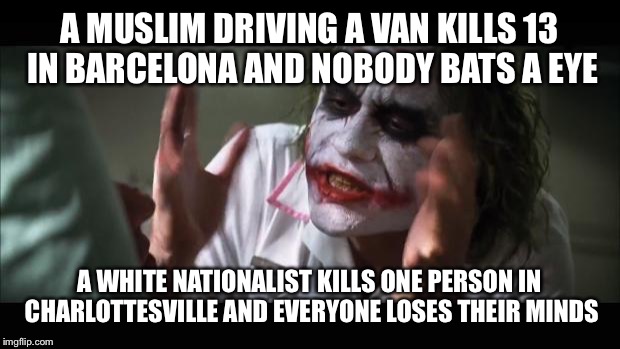 A MUSLIM DRIVING A VAN KILLS 13
IN BARCELONA AND NOBODY BATS A EYE
A WHITE NATIONALIST KILLS ONE PERSON IN
CHARLOTTESVILLE AND EVERYONE LOSES THEIR MINDS
imgflip.com